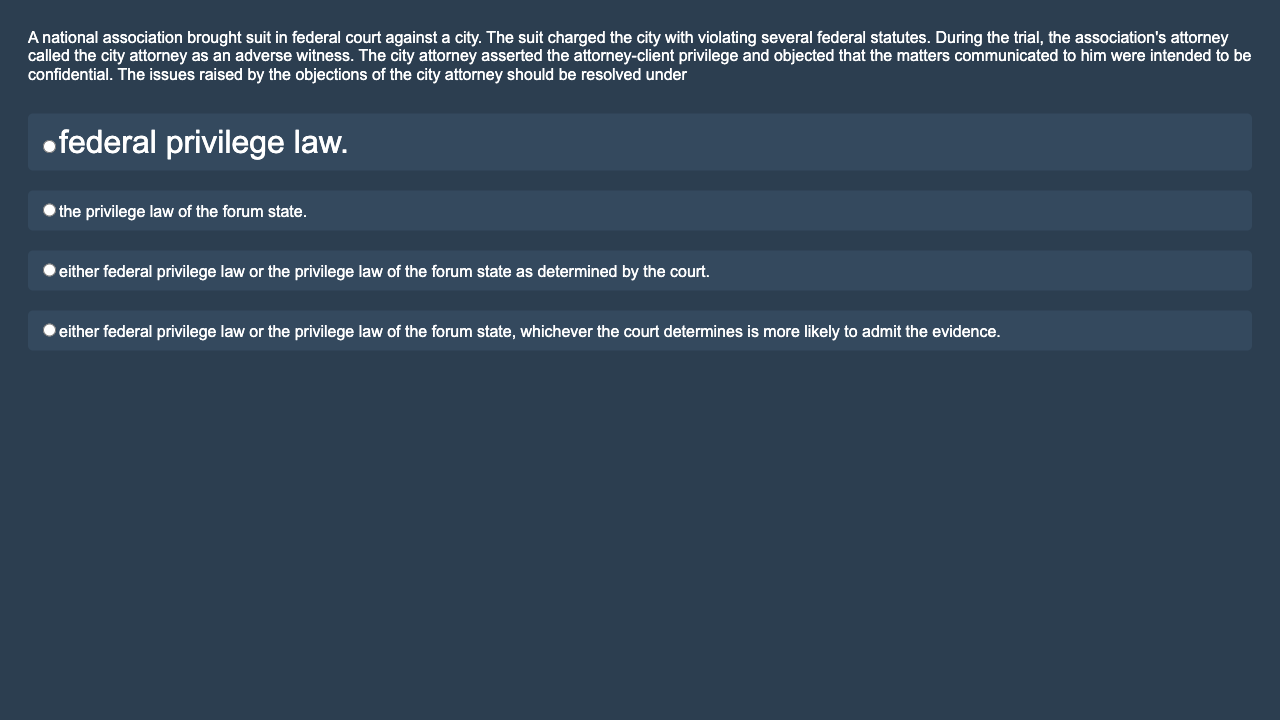 A national association brought suit in federal court against a city. The suit charged the city with violating several federal statutes. During the trial, the association's attorney
called the city attorney as an adverse witness. The city attorney asserted the attorney-client privilege and objected that the matters communicated to him were intended to be
confidential. The issues raised by the objections of the city attorney should be resolved under
federal privilege law.
the privilege law of the forum state.
either federal privilege law or the privilege law of the forum state as determined by the court.
either federal privilege law or the privilege law of the forum state, whichever the court determines is more likely to admit the evidence.